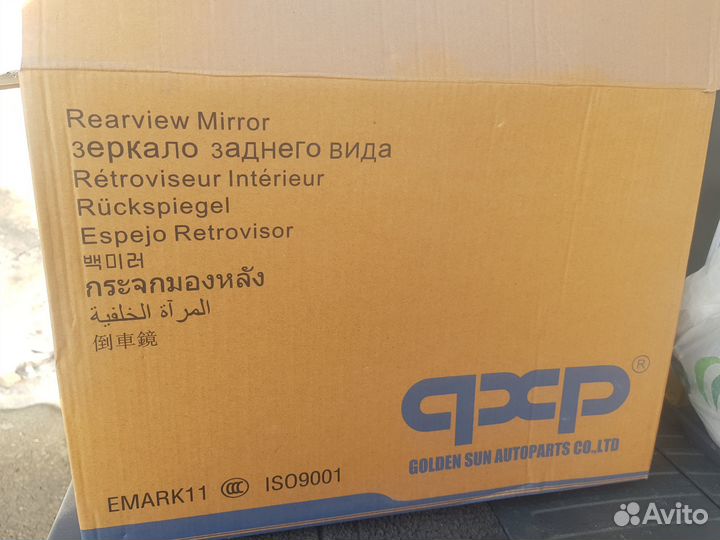 Rearview Mirror
зеркало заднего вида
Rétroviseur Intérieur
Rückspiegel
Espejo Retrovisor
백미러
กระจกมองหลัง
المرآة الخلفية
倒車鏡
qxp ®
GOLDEN SUN AUTOPARTS CO.,LTD
EMARK11 CCC ISO9001
Avito